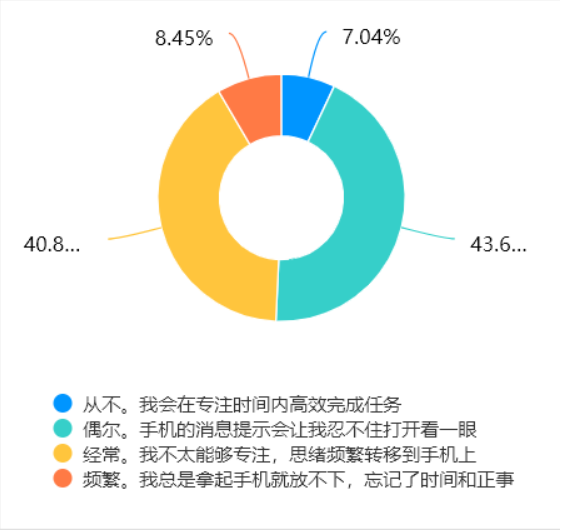 8.45%
7.04%
40.8...
43.6...
从不。我会在专注时间内高效完成任务
偶尔。手机的消息提示会让我忍不住打开看一眼
经常。我不太能够专注，思绪频繁转移到手机上
频繁。我总是拿起手机就放不下，忘记了时间和正事